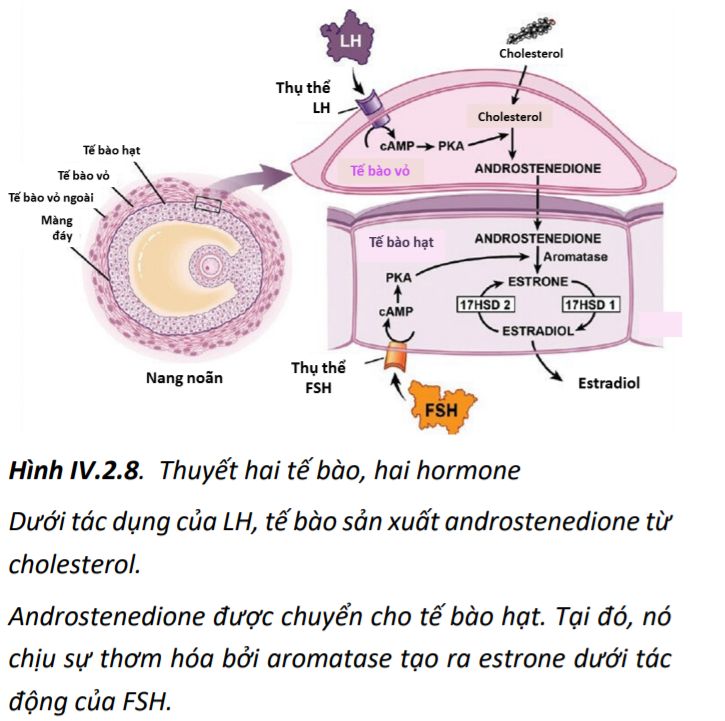 LH
Cholesterol
Thụ thể
LH
Cholesterol
cAMP
PKA
Tế bào vỏ
ANDROSTENEDIONE
Tế bào hạt
Tế bào vỏ
Tế bào vỏ ngoài
Màng
đáy
Nang noãn
Tế bào hạt
ANDROSTENEDIONE
Aromatase
PKA
ESTRONE
17HSD 2
17HSD 1
cAMP
ESTRADIOL
Thụ thể
FSH
Estradiol
FSH
Hình IV.2.8. Thuyết hai tế bào, hai hormone
Dưới tác dụng của LH, tế bào sản xuất androstenedione từ
cholesterol.
Androstenedione được chuyển cho tế bào hạt. Tại đó, nó
chịu sự thơm hóa bởi aromatase tạo ra estrone dưới tác
động của FSH.